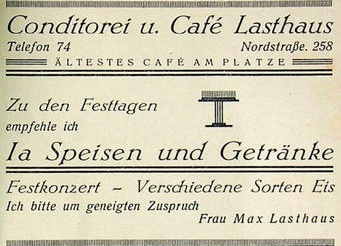 Conditorei u. Café Lasthaus
Telefon 74 Nordstraße. 258
ÄLTESTES CAFÉ AM PLATZE
Zu den Festtagen
empfehle ich
Ia Speisen und Getränke
Festkonzert ~ Verschiedene Sorten Eis
Ich bitte um geneigten Zuspruch
Frau Max Lasthaus